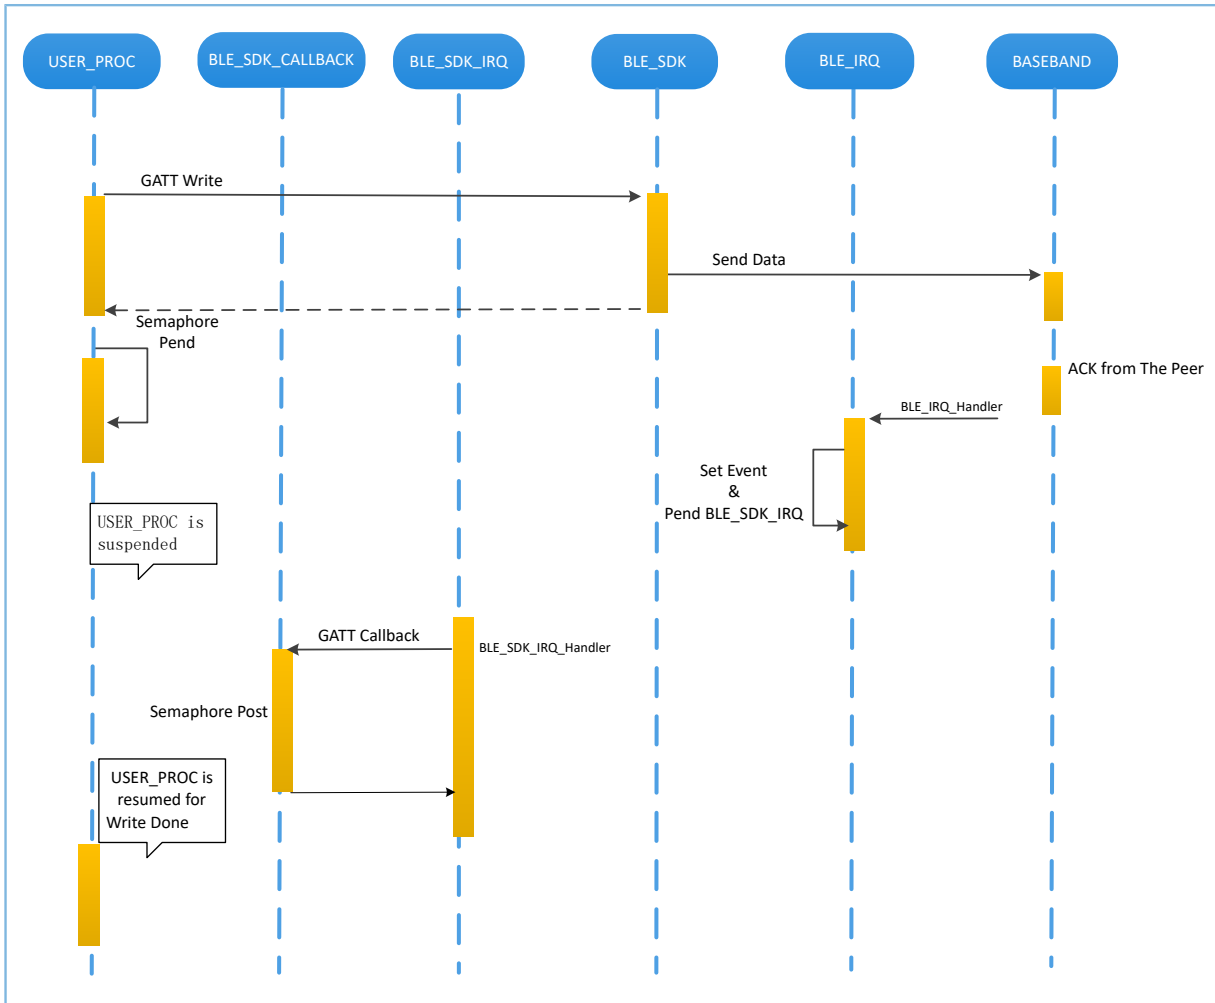 USER_PROC
BLE_SDK_CALLBACK
BLE_SDK_IRQ
BLE_SDK
BLE_IRQ
BASEBAND
GATT Write
Send Data
Semaphore
Pend
ACK from The Peer
BLE_IRQ_Handler
Set Event
&
Pend BLE_SDK_IRQ
USER_PROC is
suspended
GATT Callback
BLE_SDK_IRQ_Handler
Semaphore Post
USER_PROC is
resumed for
Write Done